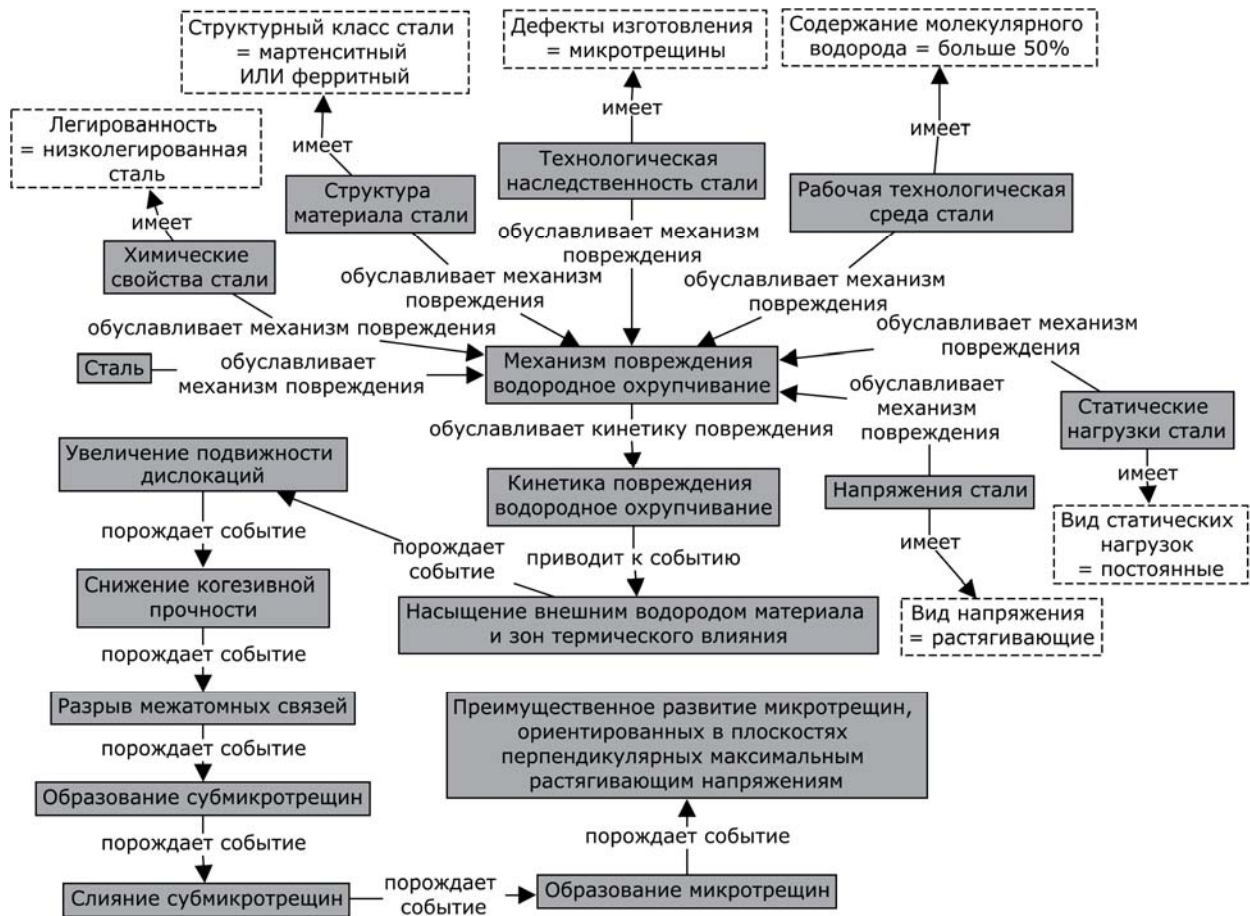 Структурный класс стали
= мартенситный
ИЛИ ферритный
Дефекты изготовления
= микротрещины
Содержание молекулярного
водорода = больше 50%
Легированность
= низколегированная
сталь
имеет
имеет
имеет
имеет
Структура
материала стали
Технологическая
наследственность стали
Рабочая технологическая
среда стали
Химические
свойства стали
обуславливает механизм
повреждения
обуславливает механизм
повреждения
обуславливает механизм
повреждения
обуславливает механизм повреждения
обуславливает механизм
повреждения
Сталь
обуславливает
механизм повреждения
Механизм повреждения
водородное охрупчивание
обуславливает
механизм
повреждения
Статические
нагрузки стали
обуславливает кинетику повреждения
Увеличение подвижности
дислокаций
Кинетика повреждения
водородное охрупчивание
Напряжения стали
имеет
порождает событие
порождает
событие
приводит к событию
имеет
Вид статических
нагрузок
= постоянные
Снижение когезивной
прочности
Насыщение внешним водородом материала
и зон термического влияния
Вид напряжения
= растягивающие
порождает событие
Разрыв межатомных связей
порождает событие
Преимущественное развитие микротрещин,
ориентированных в плоскостях
перпендикулярных максимальным
растягивающим напряжениям
Образование субмикротрещин
порождает событие
порождает событие
Слияние субмикротрещин
порождает
событие
Образование микротрещин